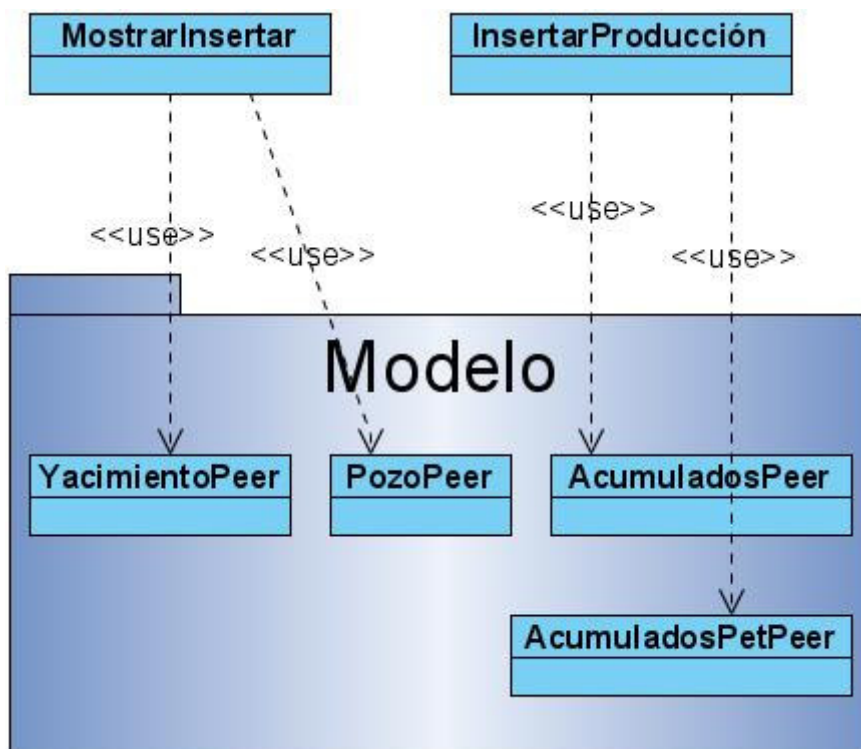 MostrarInsertar InsertarProducción
<<use>> <<use>>
<<use>> <<use>>
Modelo
YacimientoPeer PozoPeer AcumuladosPeer
AcumuladosPetPeer